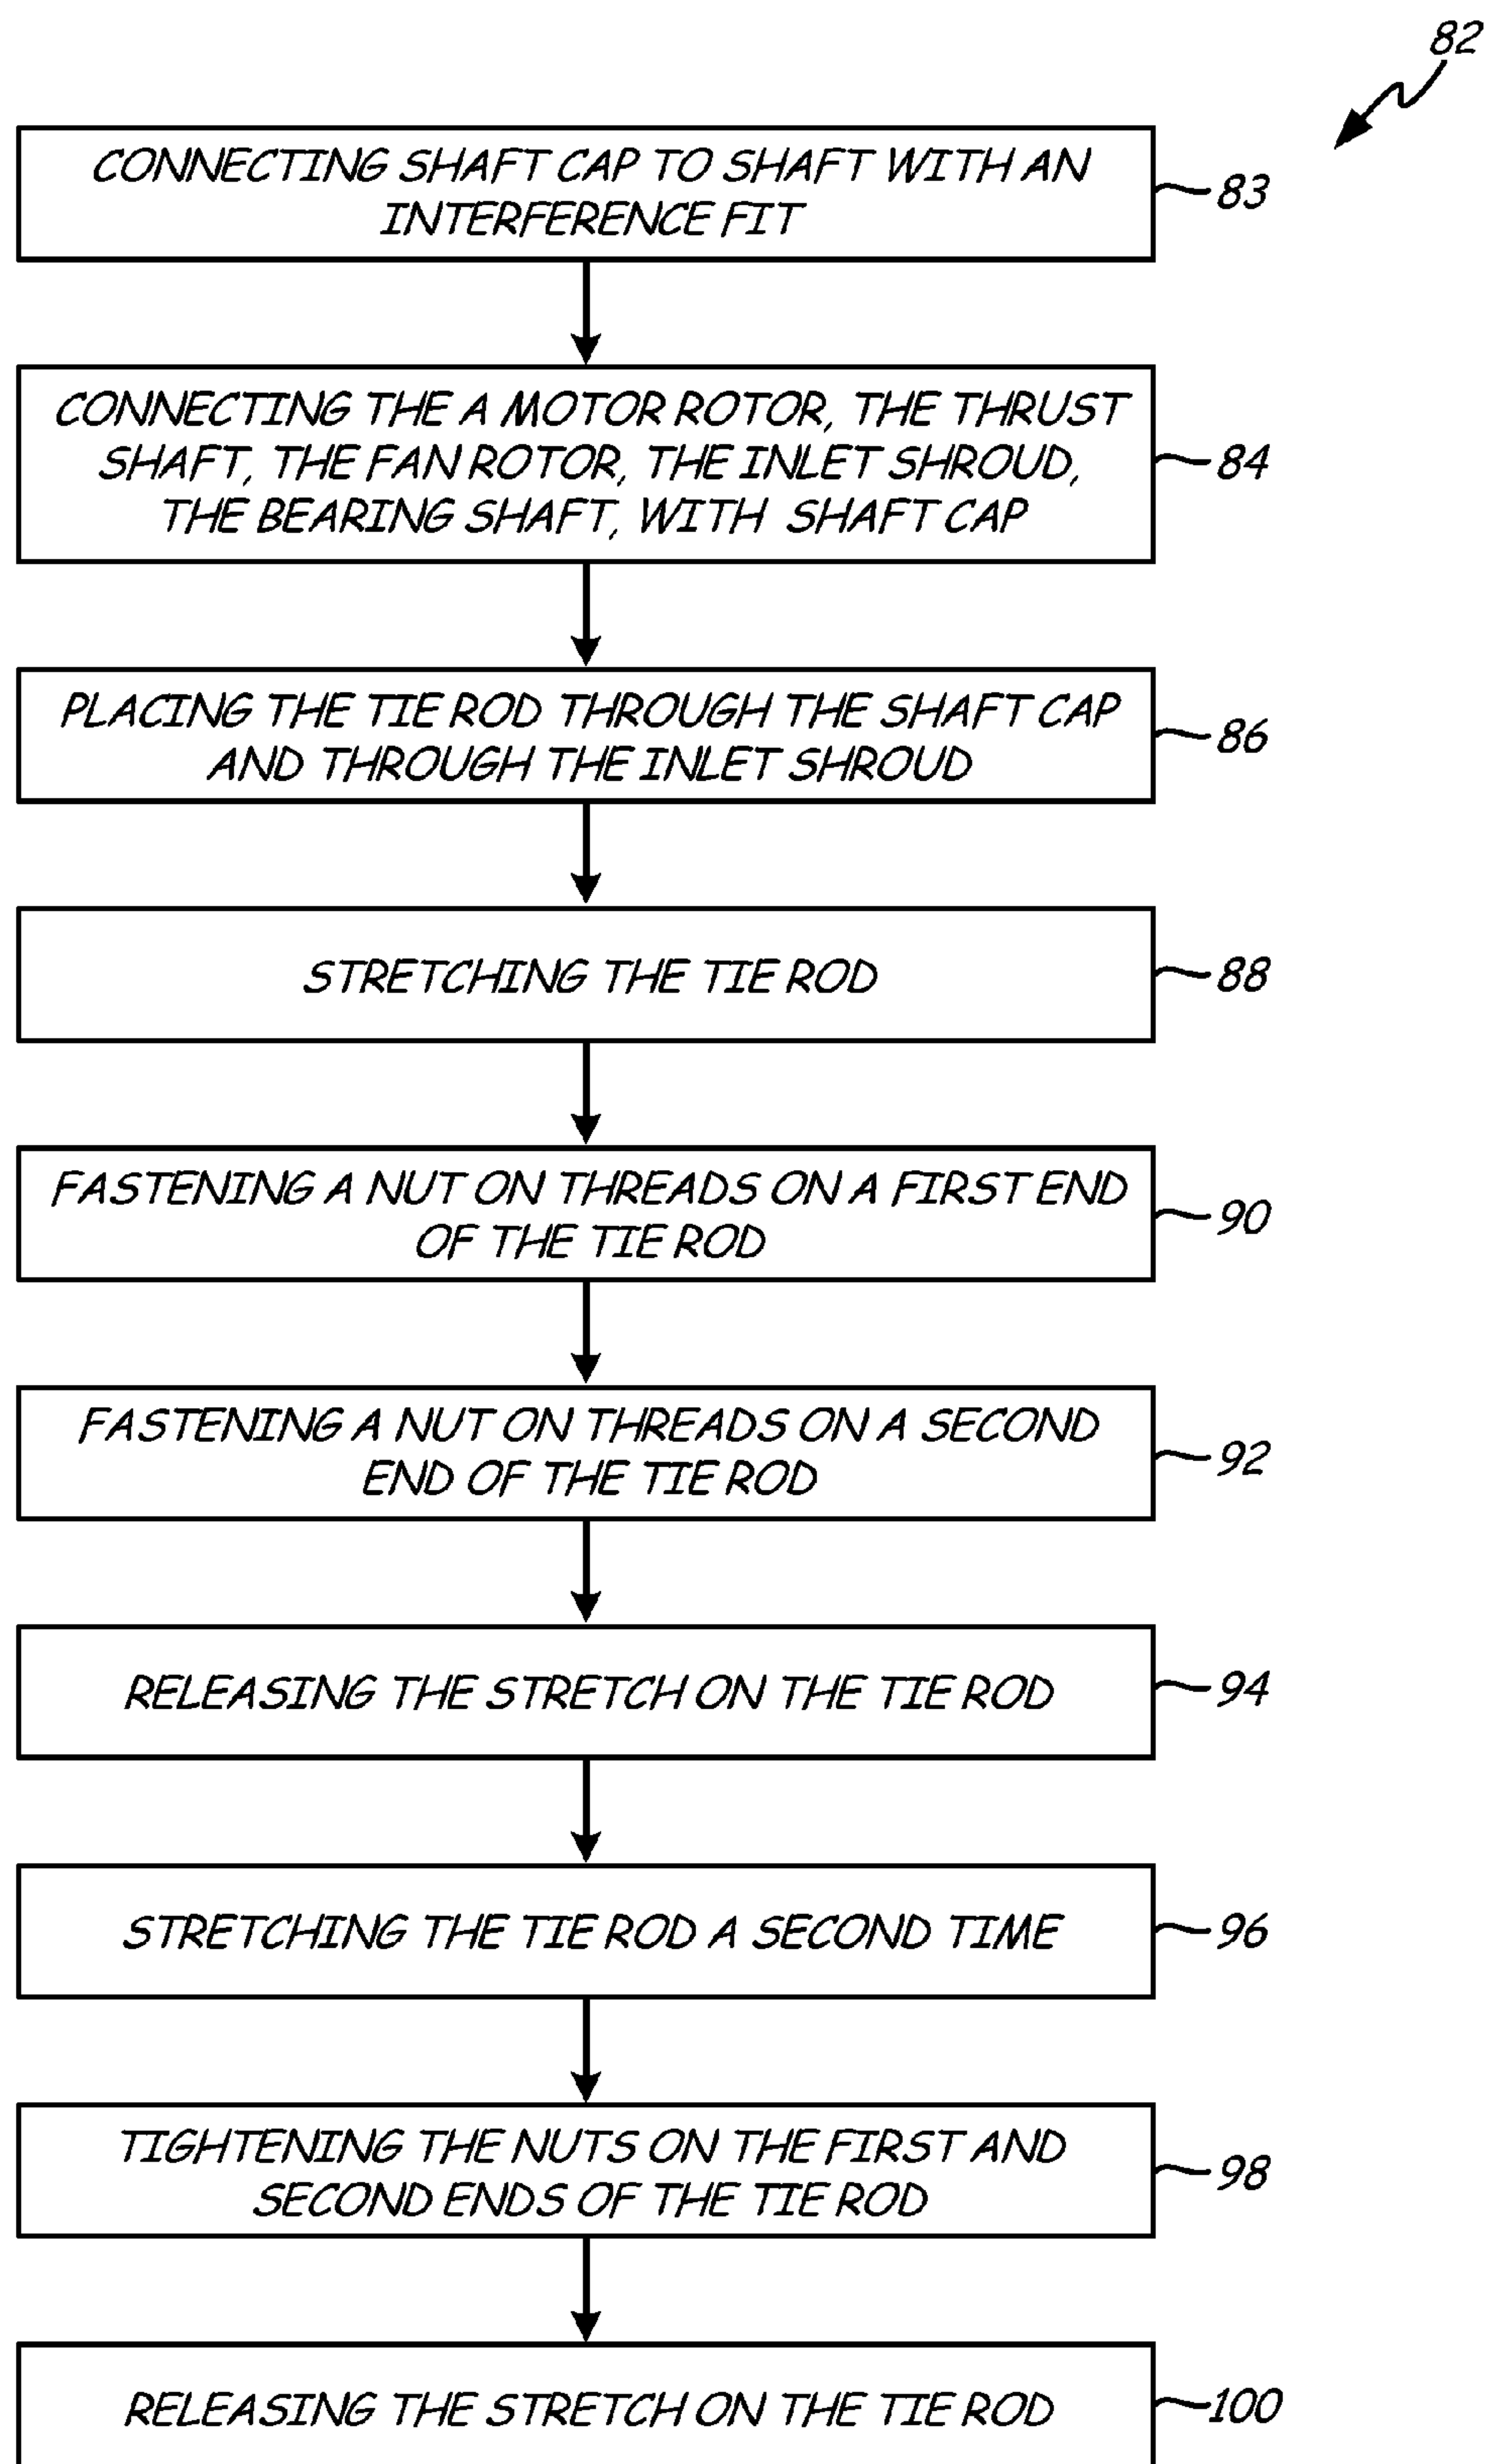 82
CONNECTING SHAFT CAP TO SHAFT WITH AN
INTERFERENCE FIT
83
CONNECTING THE A MOTOR ROTOR, THE THRUST
SHAFT, THE FAN ROTOR, THE INLET SHROUD,
THE BEARING SHAFT, WITH SHAFT CAP
84
PLACING THE TIE ROD THROUGH THE SHAFT CAP
AND THROUGH THE INLET SHROUD
86
STRETCHING THE TIE ROD
88
FASTENING A NUT ON THREADS ON A FIRST END
OF THE TIE ROD
90
FASTENING A NUT ON THREADS ON A SECOND
END OF THE TIE ROD
92
RELEASING THE STRETCH ON THE TIE ROD
94
STRETCHING THE TIE ROD A SECOND TIME
96
TIGHTENING THE NUTS ON THE FIRST AND
SECOND ENDS OF THE TIE ROD
98
RELEASING THE STRETCH ON THE TIE ROD
100